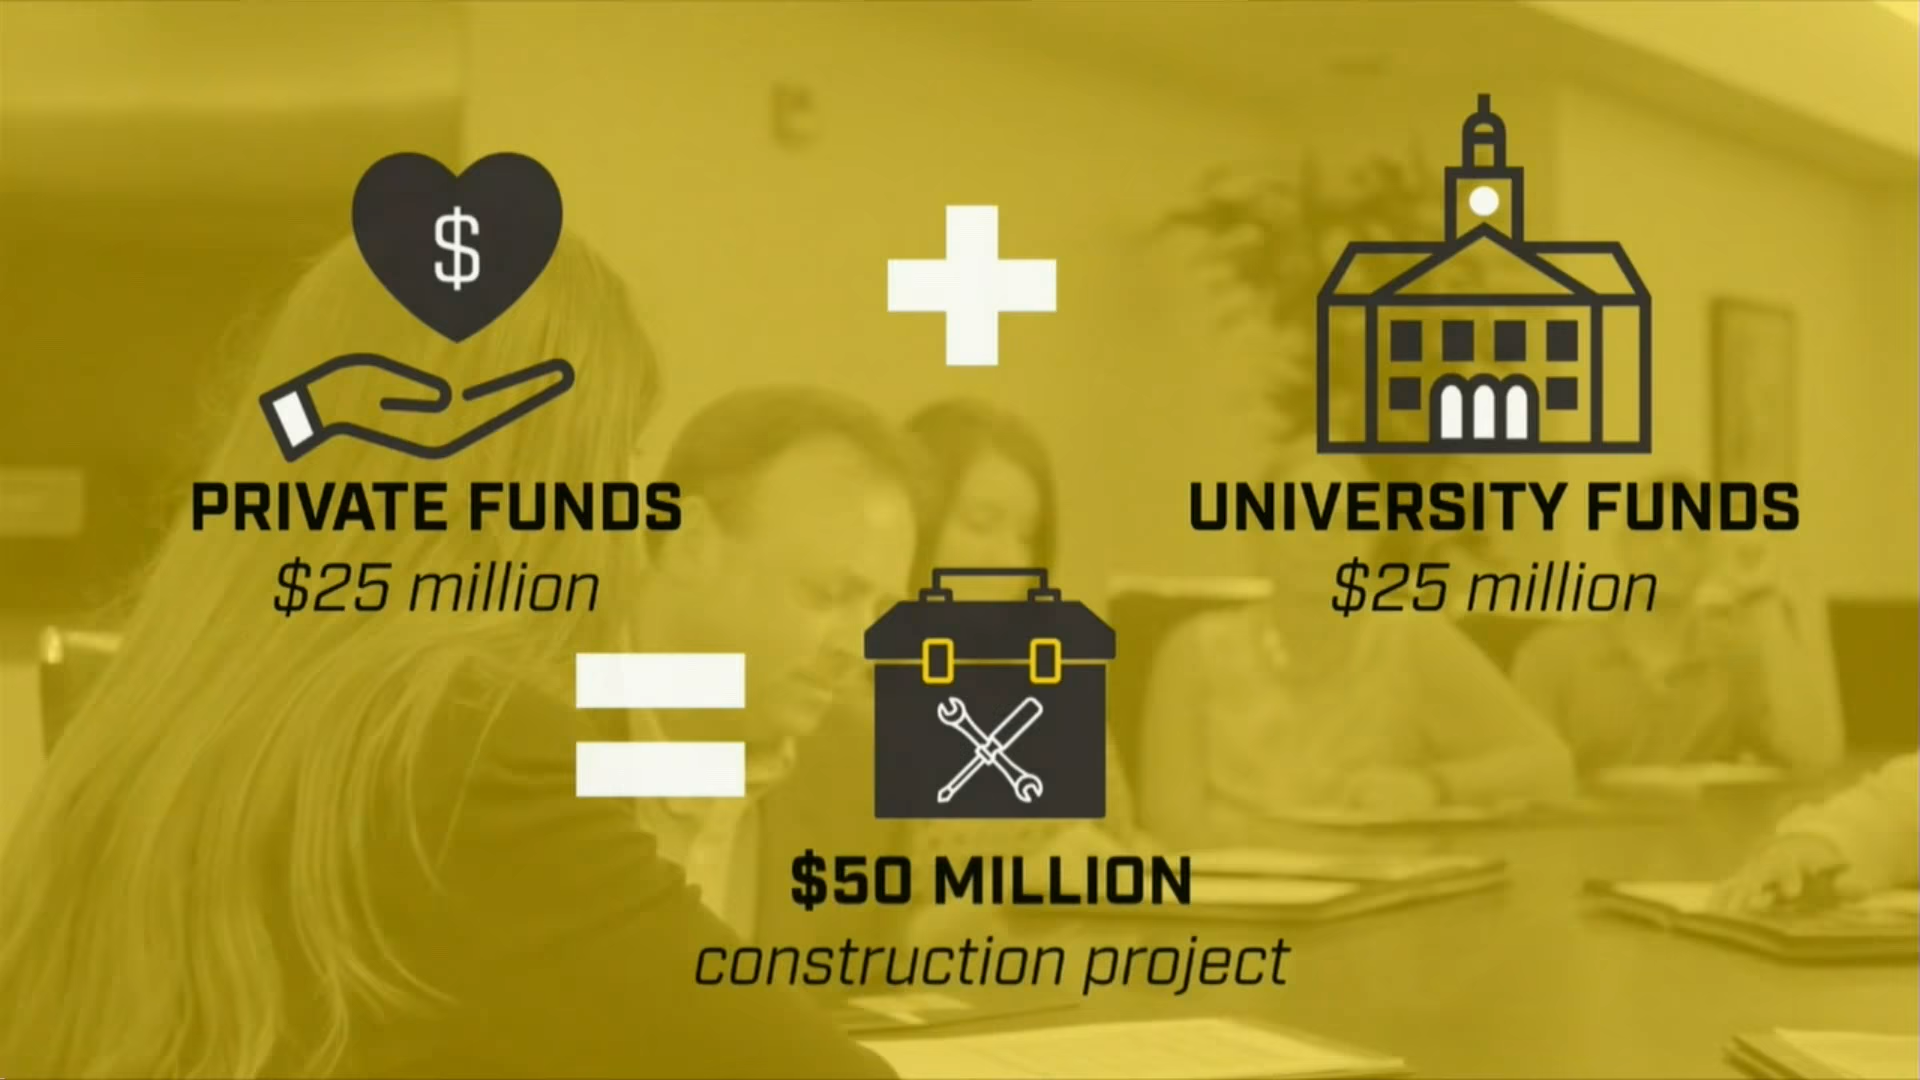 $
PRIVATE FUNDS
$25 million
UNIVERSITY FUNDS
$25 million
$50 MILLION
construction project